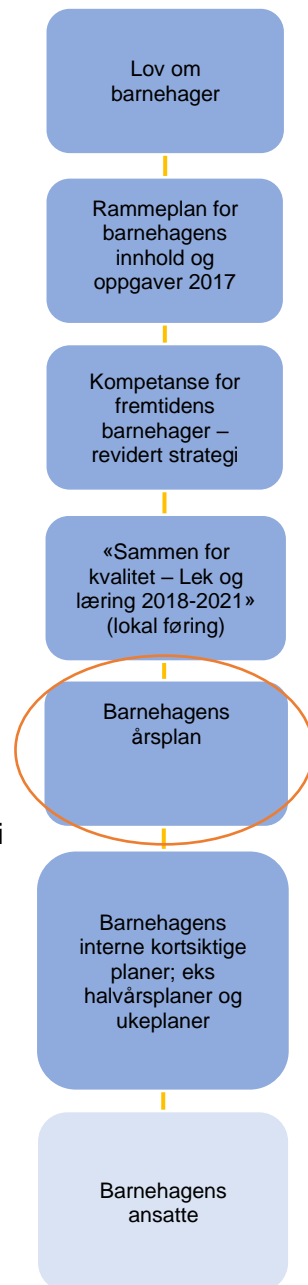 Lov om
barnehager
Rammeplan for
barnehagens
innhold og
oppgaver 2017
Kompetanse for
fremtidens
barnehager –
revidert strategi
«Sammen for
kvalitet – Lek og
læring 2018-2021»
(lokal føring)
Barnehagens
årsplan
i
Barnehagens
interne kortsiktige
planer; eks
halvårsplaner og
ukeplaner
Barnehagens
ansatte